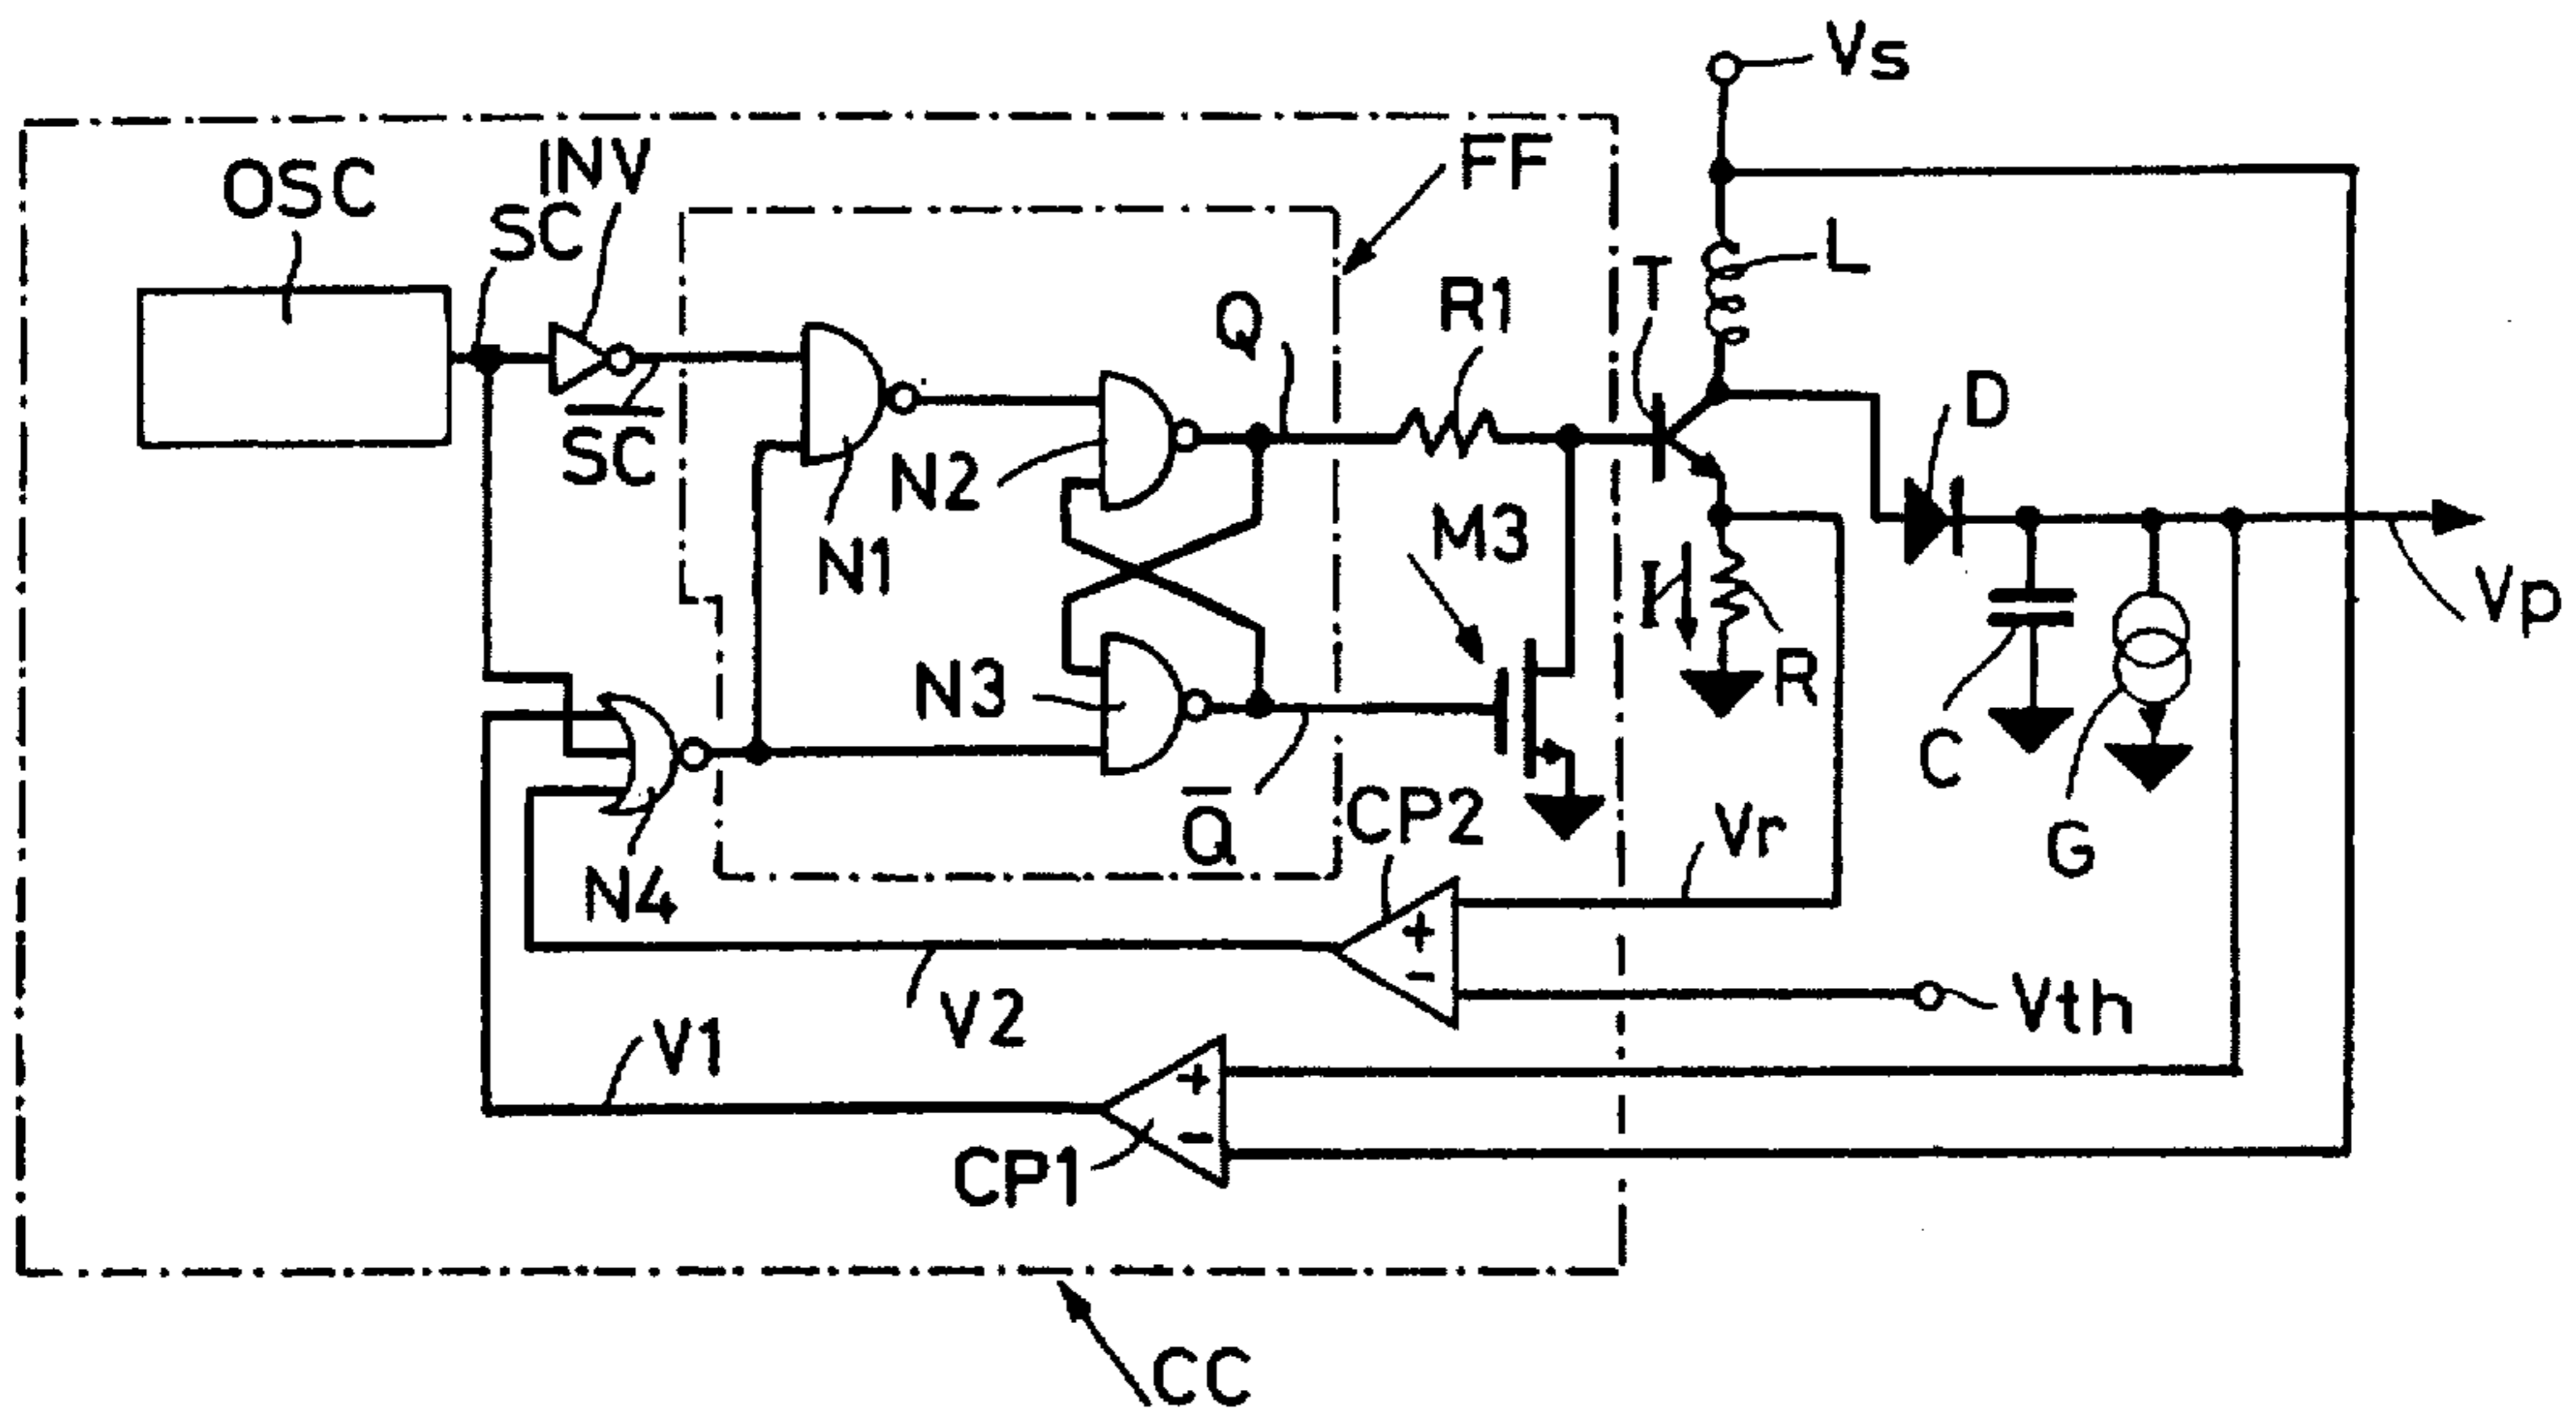 Vs
INV
FF
OSC
SC
L
T
R1
Q
D
SC
N2
M3
N1
I
Vp
N3
R
C
CP2
Vr
Q
G
N4
+
-
V2
Vth
V1
+
-
CP1
CC